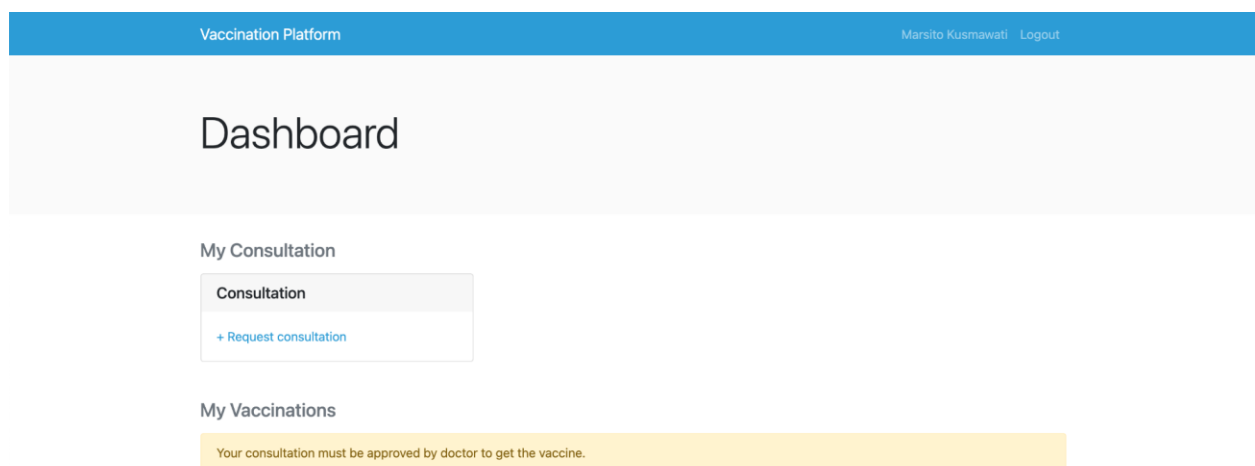 Vaccination Platform
Marsito Kusmawati Logout
Dashboard
My Consultation
Consultation
+ Request consultation
My Vaccinations
Your consultation must be approved by doctor to get the vaccine.